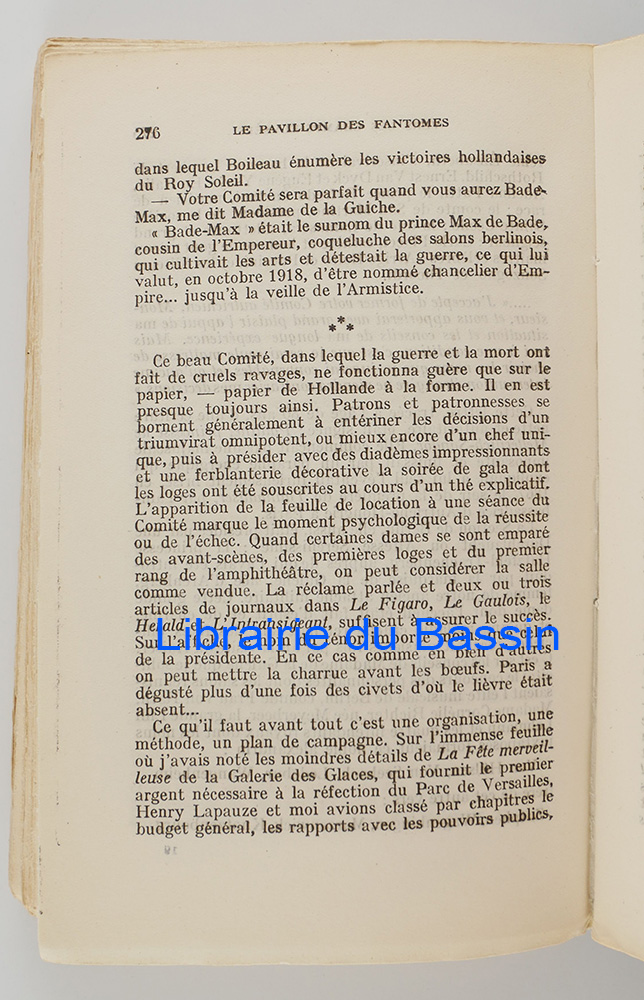 276 LE PAVILLON DES FANTOMES
dans lequel Boileau énumère les victoires hollandaises
du Roy Soleil.
— Votre Comité sera parfait quand vous aurez Bade-
Max, me dit Madame de la Guiche.
« Bade-Max » était le surnom du prince Max de Bade,
cousin de l'Empereur, coqueluche des salons berlinois,
qui cultivait les arts et détestait la guerre, ce qui lui
valut, en octobre 1918, d'être nommé chancelier d'Em-
pire... jusqu'à la veille de l'Armistice.
***
Ce beau Comité, dans lequel la guerre et la mort ont
fait de cruels ravages, ne fonctionna guère que sur le
papier, — papier de Hollande à la forme. Il en est
presque toujours ainsi. Patrons et patronnesses se
bornent généralement à entériner les décisions d'un
triumvirat omnipotent, ou mieux encore d'un chef uni-
que, puis à présider avec des diadèmes impressionnants
et une ferblanterie décorative la soirée de gala dont
les loges ont été souscrites au cours d'un thé explicatif.
L'apparition de la feuille de location à une séance du
Comité marque le moment psychologique de la réussite
ou de l'échec. Quand certaines dames se sont emparé
des avant-scènes, des premières loges et du premier
rang de l'amphithéâtre, on peut considérer la salle
comme vendue. La réclame parlée et deux ou trois
articles de journaux dans Le Figaro, Le Gaulois, le
Herald et L'Intransigeant, suffisent à assurer le succès.
Sur l'affiche, le nom du ténor importe moins que celui
de la présidente. En ce cas comme en bien d'autres
on peut mettre la charrue avant les bœufs. Paris a
dégusté plus d'une fois des civets d'où le lièvre était
absent...
Ce qu'il faut avant tout c'est une organisation, une
méthode, un plan de campagne. Sur l'immense feuille
où j'avais noté les moindres détails de La Fête merveil-
leuse de la Galerie des Glaces, qui fournit le premier
argent nécessaire à la réfection du Parc de Versailles,
Henry Lapauze et moi avions classé par chapitres le
budget général, les rapports avec les pouvoirs publics,
Librairie du Bassin